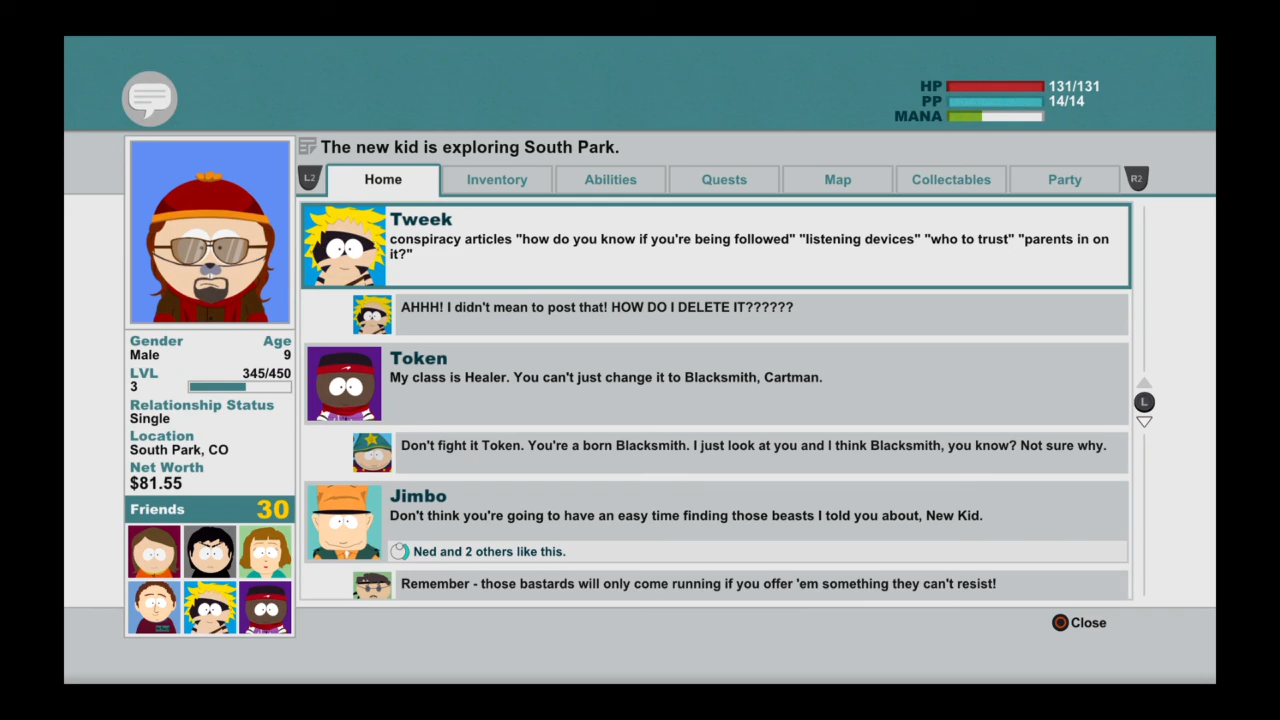 HP 131/131
PP 14/14
MANA
The new kid is exploring South Park.
L2 Home Inventory Abilities Quests Map Collectables Party R2
Tweek
conspiracy articles "how do you know if you're being followed" "listening devices" "who to trust" "parents in on
it?"
AHHH! I didn't mean to post that! HOW DO I DELETE IT??????
Token
My class is Healer. You can't just change it to Blacksmith, Cartman.
Don't fight it Token. You're a born Blacksmith. I just look at you and I think Blacksmith, you know? Not sure why.
Jimbo
Don't think you're going to have an easy time finding those beasts I told you about, New Kid.
Ned and 2 others like this.
Remember - those bastards will only come running if you offer 'em something they can't resist!
L
Gender Age
Male 9
LVL 345/450
3
Relationship Status
Single
Location
South Park, CO
Net Worth
$81.55
Friends 30
Close